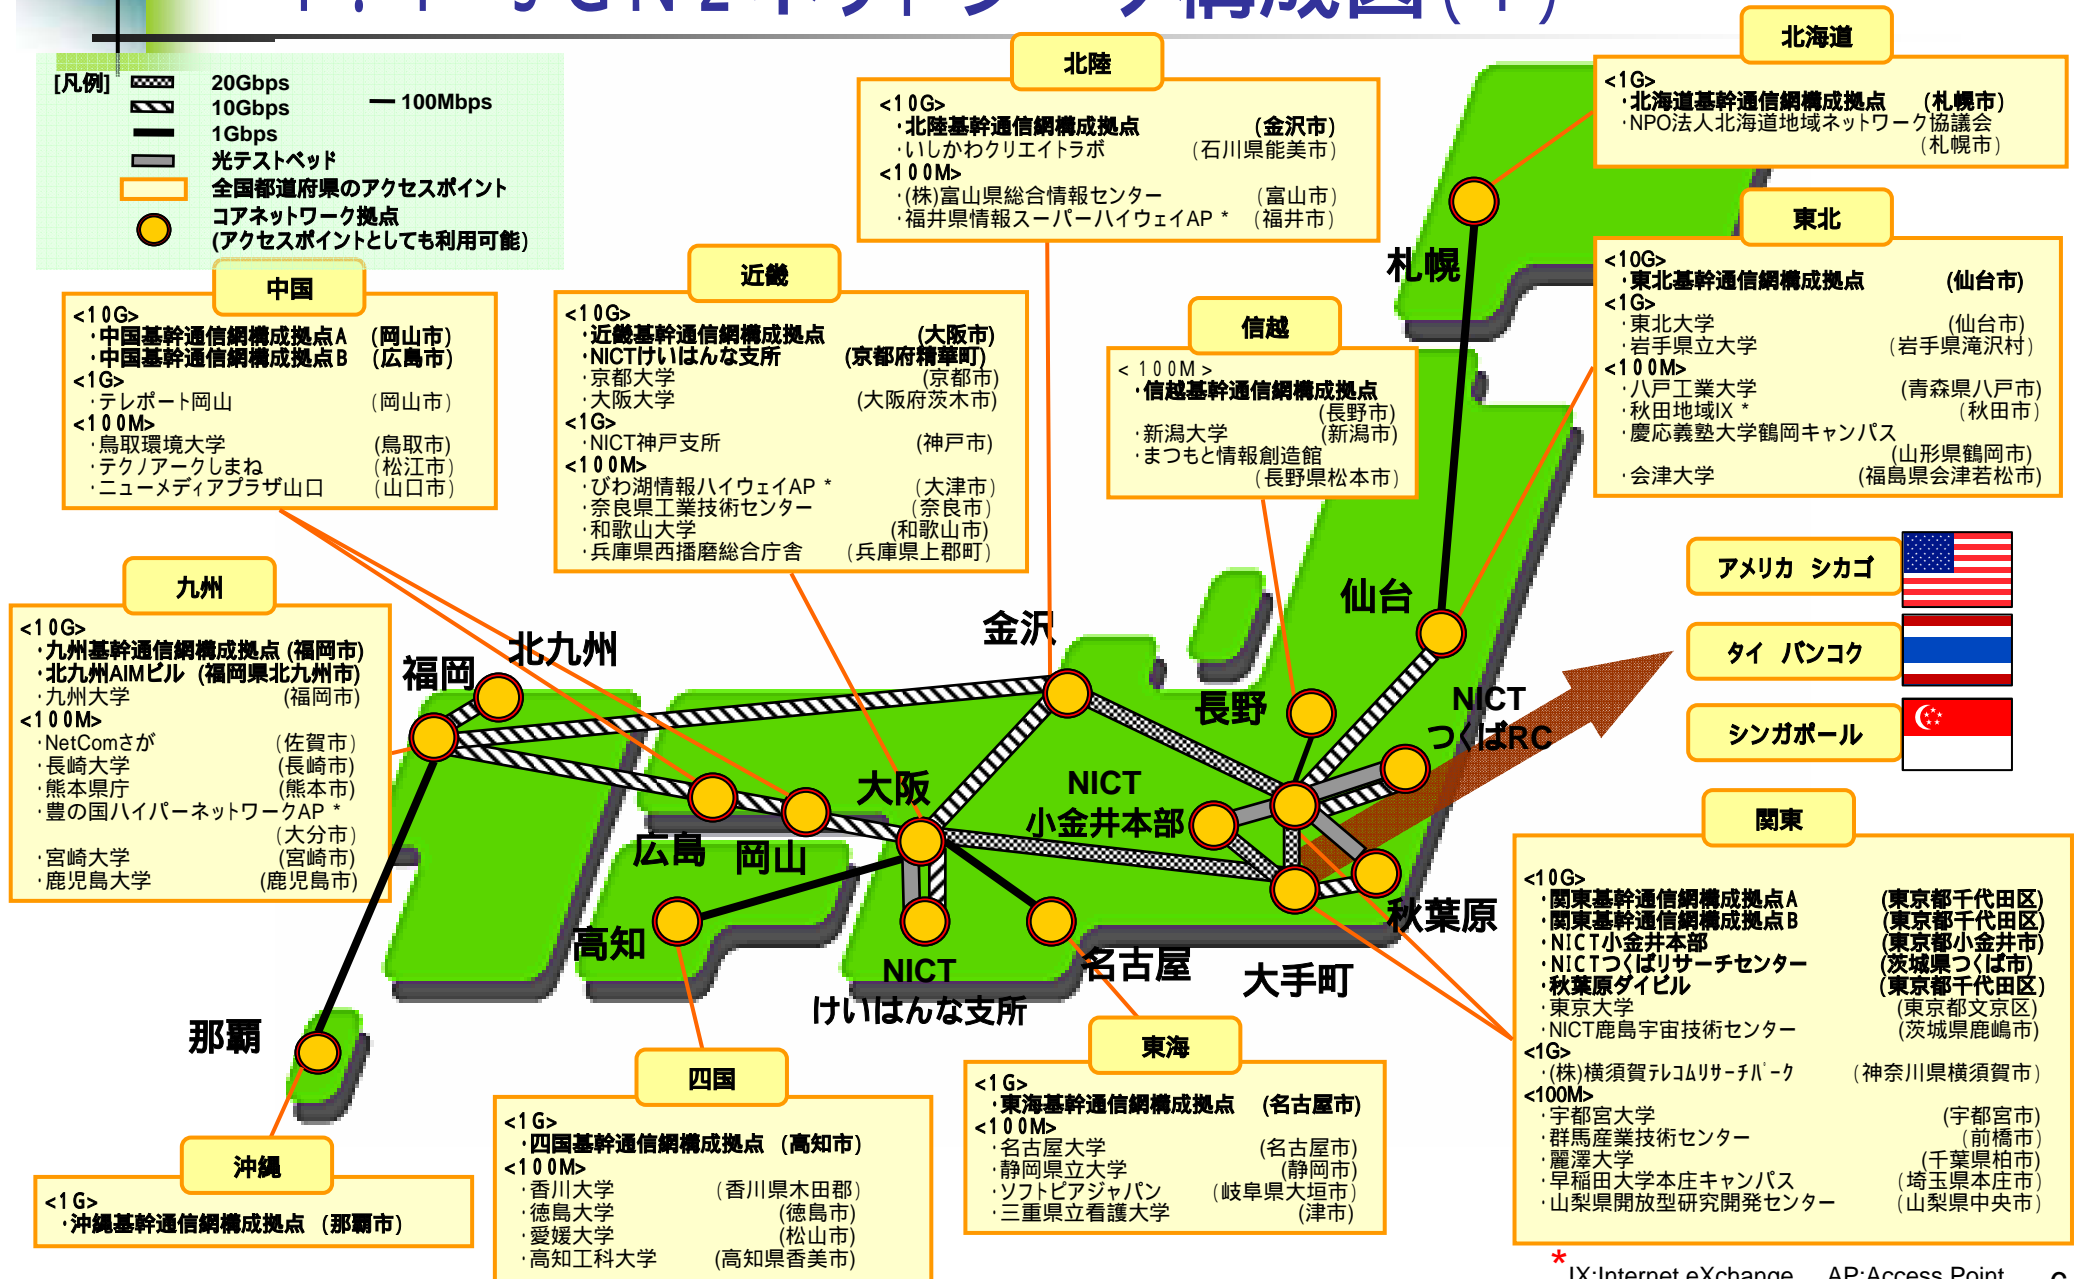 1.1 JGN2ネットワーク構成図(1)
[凡例]
20Gbps
10Gbps
1Gbps
100Mbps
光テストベッド
全国都道府県のアクセスポイント
コアネットワーク拠点
(アクセスポイントとしても利用可能)
北陸
<10G>
・北陸基幹通信網構成拠点 (金沢市)
・いしかわクリエイトラボ (石川県能美市)
<100M>
・(株)富山県総合情報センター (富山市)
・福井県情報スーパーハイウェイAP * (福井市)
北海道
<1G>
・北海道基幹通信網構成拠点 (札幌市)
・NPO法人北海道地域ネットワーク協議会
(札幌市)
東北
<10G>
・東北基幹通信網構成拠点 (仙台市)
<1G>
・東北大学 (仙台市)
・岩手県立大学 (岩手県滝沢村)
<100M>
・八戸工業大学 (青森県八戸市)
・秋田地域IX * (秋田市)
・慶応義塾大学鶴岡キャンパス
(山形県鶴岡市)
・会津大学 (福島県会津若松市)
中国
<10G>
・中国基幹通信網構成拠点A (岡山市)
・中国基幹通信網構成拠点B (広島市)
<1G>
・テレポート岡山 (岡山市)
<100M>
・鳥取環境大学 (鳥取市)
・テクノアークしまね (松江市)
・ニューメディアプラザ山口 (山口市)
近畿
<10G>
・近畿基幹通信網構成拠点 (大阪市)
・NICTけいはんな支所 (京都府精華町)
・京都大学 (京都市)
・大阪大学 (大阪府茨木市)
<1G>
・NICT神戸支所 (神戸市)
<100M>
・びわ湖情報ハイウェイAP * (大津市)
・奈良県工業技術センター (奈良市)
・和歌山大学 (和歌山市)
・兵庫県西播磨総合庁舎 (兵庫県上郡町)
信越
<100M>
・信越基幹通信網構成拠点
(長野市)
・新潟大学 (新潟市)
・まつもと情報創造館
(長野県松本市)
九州
<10G>
・九州基幹通信網構成拠点 (福岡市)
・北九州AIMビル (福岡県北九州市)
・九州大学 (福岡市)
<100M>
・NetComさが (佐賀市)
・長崎大学 (長崎市)
・熊本県庁 (熊本市)
・豊の国ハイパーネットワークAP *
(大分市)
・宮崎大学 (宮崎市)
・鹿児島大学 (鹿児島市)
札幌
仙台
金沢
北九州
福岡
長野
NICT
つくばRC
大阪
NICT
小金井本部
広島
岡山
高知
NICT
けいはんな支所
名古屋
大手町
秋葉原
那覇
アメリカ シカゴ
タイ バンコク
シンガポール
関東
<10G>
・関東基幹通信網構成拠点A (東京都千代田区)
・関東基幹通信網構成拠点B (東京都千代田区)
・NICT小金井本部 (東京都小金井市)
・NICTつくばリサーチセンター (茨城県つくば市)
・秋葉原ダイビル (東京都千代田区)
・東京大学 (東京都文京区)
・NICT鹿島宇宙技術センター (茨城県鹿嶋市)
<1G>
・(株)横須賀テレコムリサーチパーク (神奈川県横須賀市)
<100M>
・宇都宮大学 (宇都宮市)
・群馬産業技術センター (前橋市)
・麗澤大学 (千葉県柏市)
・早稲田大学本庄キャンパス (埼玉県本庄市)
・山梨県開放型研究開発センター (山梨県中央市)
沖縄
<1G>
・沖縄基幹通信網構成拠点 (那覇市)
四国
<1G>
・四国基幹通信網構成拠点 (高知市)
<100M>
・香川大学 (香川県木田郡)
・徳島大学 (徳島市)
・愛媛大学 (松山市)
・高知工科大学 (高知県香美市)
東海
<1G>
・東海基幹通信網構成拠点 (名古屋市)
<100M>
・名古屋大学 (名古屋市)
・静岡県立大学 (静岡市)
・ソフトピアジャパン (岐阜県大垣市)
・三重県立看護大学 (津市)
* IX:Internet eXchange AP:Access Point